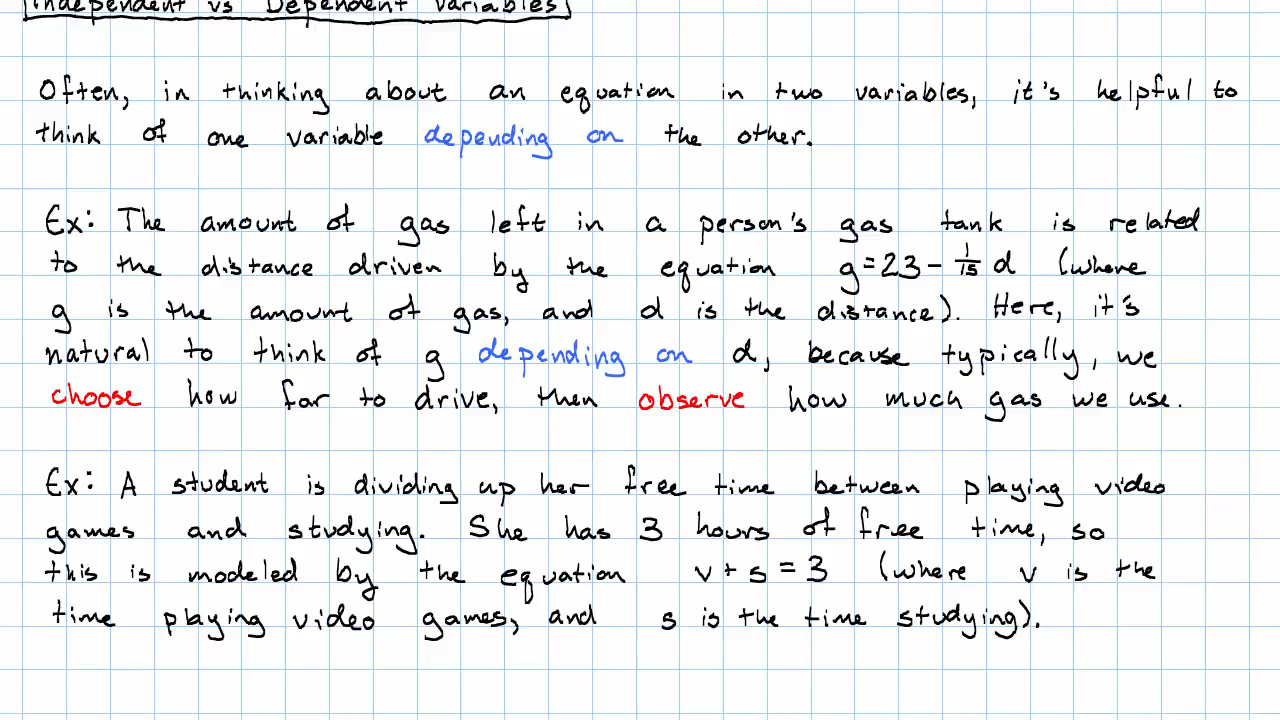 Independent vs Dependent Variables
Often, in thinking about an equation in two variables, it's helpful to
think of one variable depending on the other.
Ex: The amount of gas left in a person's gas tank is related
to the distance driven by the equation g=23-1/15 d (where
g is the amount of gas, and d is the distance). Here, it's
natural to think of g depending on d, because typically, we
choose how far to drive, then observe how much gas we use.
Ex: A student is dividing up her free time between playing video
games and studying. She has 3 hours of free time, so
this is modeled by the equation v+s=3 (where v is the
time playing video games, and s is the time studying).